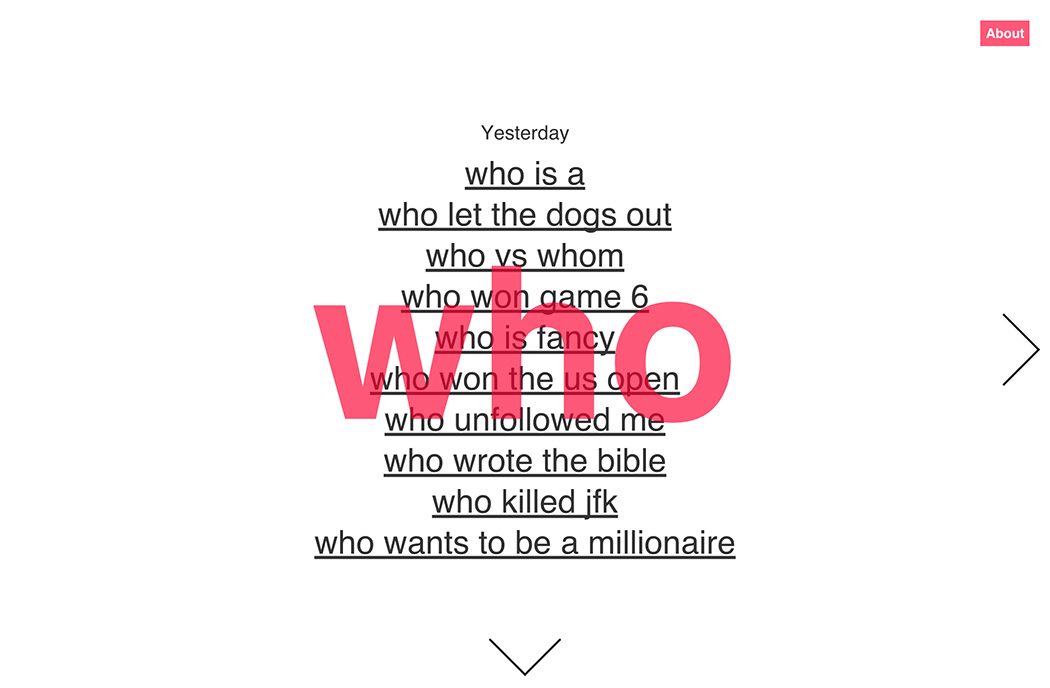 About
Yesterday
who is a
who let the dogs out
who vs whom
who won game 6
who is fancy
who won the us open
who unfollowed me
who wrote the bible
who killed jfk
who wants to be a millionaire
who